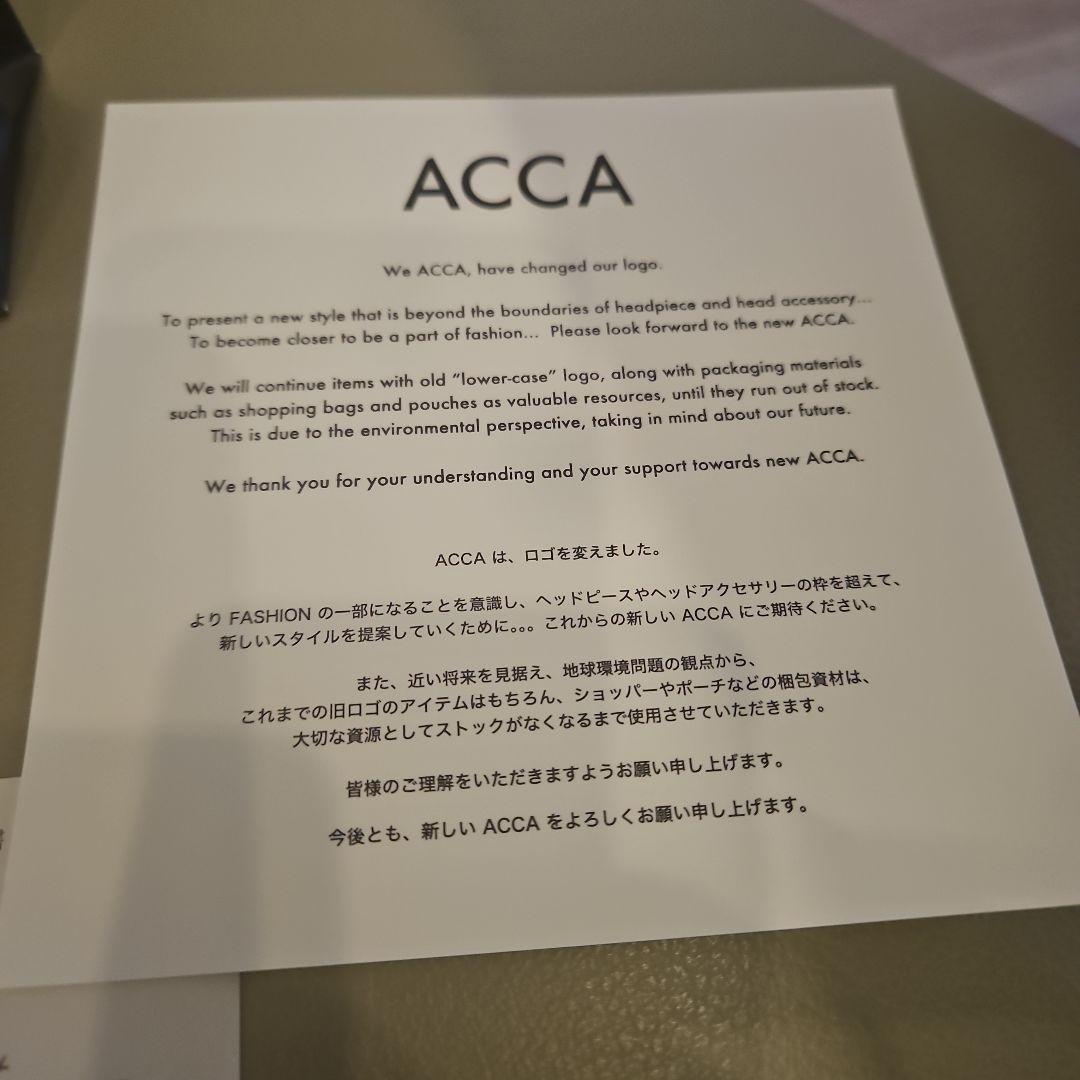 ACCA
We ACCA, have changed our logo.
To present a new style that is beyond the boundaries of headpiece and head accessory...
To become closer to be a part of fashion... Please look forward to the new ACCA.
We will continue items with old “lower-case” logo, along with packaging materials
such as shopping bags and pouches as valuable resources, until they run out of stock.
This is due to the environmental perspective, taking in mind about our future.
We thank you for your understanding and your support towards new ACCA.
ACCA は、ロゴを変えました。
より FASHION の一部になることを意識し、ヘッドピースやヘッドアクセサリーの枠を超えて、
新しいスタイルを提案していくために。。。これからの新しい ACCA にご期待ください。
また、近い将来を見据え、地球環境問題の観点から、
これまでの旧ロゴのアイテムはもちろん、ショッパーやポーチなどの梱包資材は、
大切な資源としてストックがなくなるまで使用させていただきます。
皆様のご理解をいただきますようお願い申し上げます。
今後とも、新しい ACCA をよろしくお願い申し上げます。